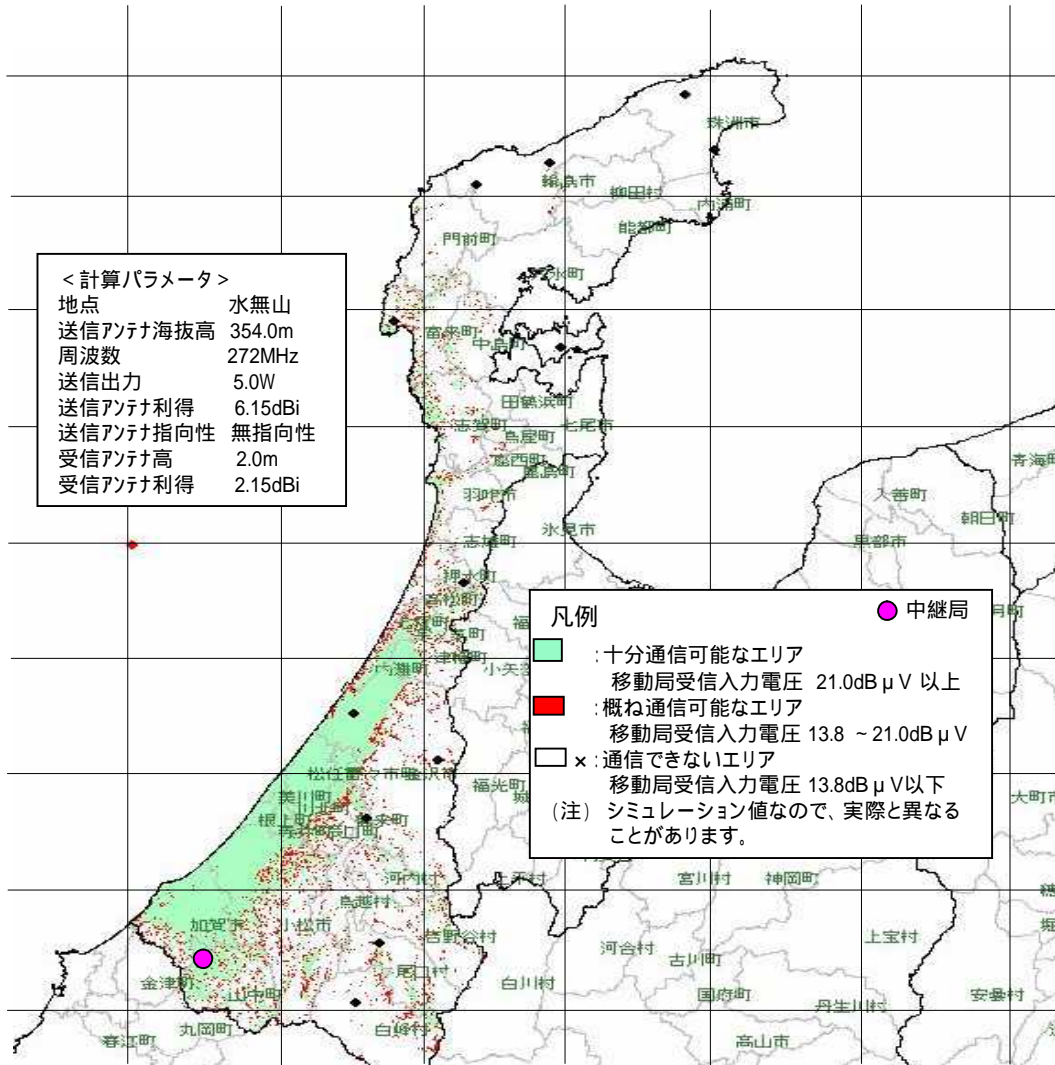 珠洲市
輪島市
柳田村
内浦町
能都町
門前町
水町
富来町
中島町
田鶴浜町
志賀町
七尾市
鳥屋町
鹿西町
鹿島町
羽咋市
氷見市
志雄町
押水町
高松町
津幡町
内灘町
小矢
福
青海町
入善町
朝日町
黒部市
月町
<計算パラメータ>
地点 水無山
送信アンテナ海抜高 354.0m
周波数 272MHz
送信出力 5.0W
送信アンテナ利得 6.15dBi
送信アンテナ指向性 無指向性
受信アンテナ高 2.0m
受信アンテナ利得 2.15dBi
凡例 中継局
:十分通信可能なエリア
移動局受信入力電圧 21.0dBμV 以上
:概ね通信可能なエリア
移動局受信入力電圧 13.8 ~ 21.0dBμV
×:通信できないエリア
移動局受信入力電圧 13.8dBμV以下
(注) シミュレーション値なので、実際と異なる
ことがあります。
松任市
金沢市
福光町
城
大町市
美川町
根上町
河内村
上平村
鳥越村
宮川村
神岡町
穂
加賀市
小松市
吉野谷村
河合村
上宝村
堀
古川町
尾口村
金津町
山中町
白川村
国府町
丹生川村
安曇村
丸岡町
白峰村
春江町
高山市